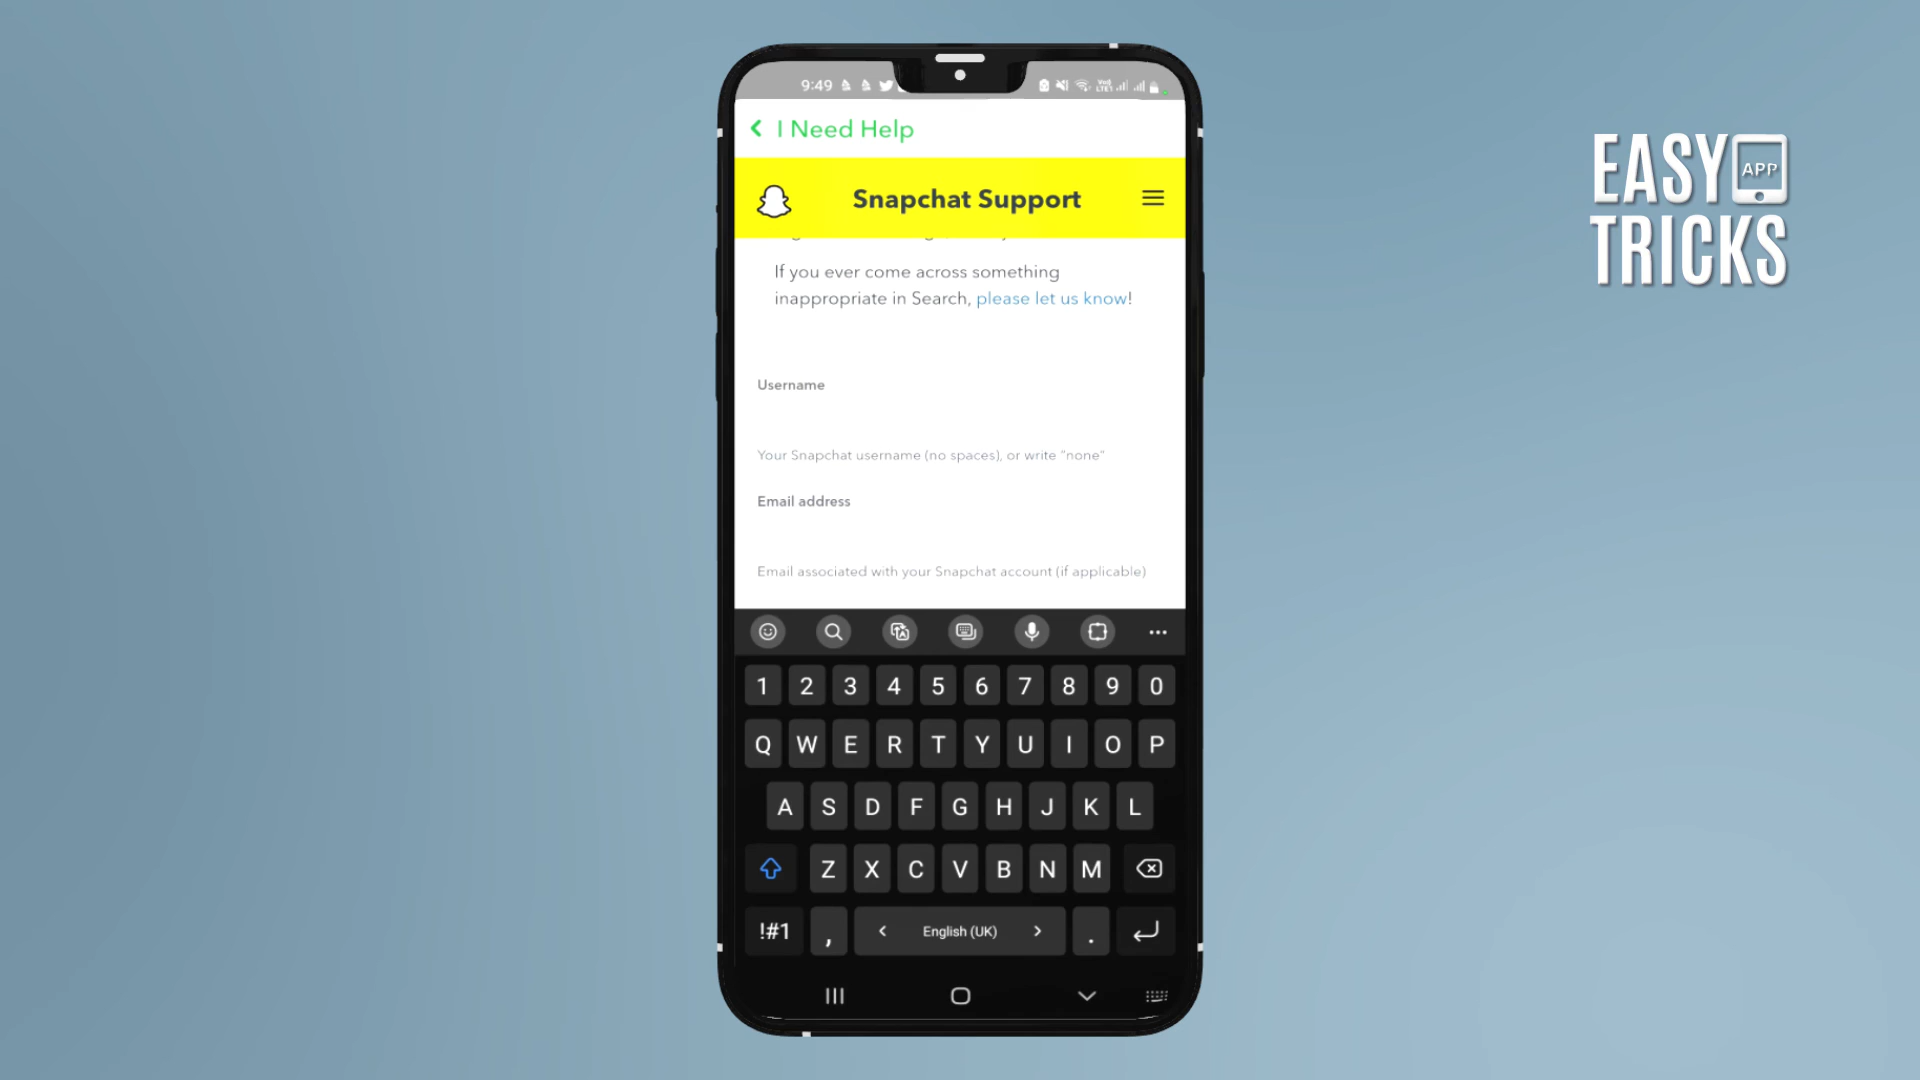 9:49
I Need Help
Snapchat Support
If you ever come across something
inappropriate in Search, please let us know!
Username
Your Snapchat username (no spaces), or write "none"
Email address
Email associated with your Snapchat account (if applicable)
1 2 3 4 5 6 7 8 9 0
Q W E R T Y U I O P
A S D F G H J K L
Z X C V B N M
!#1 , < English (UK) > .
EASY APP
TRICKS